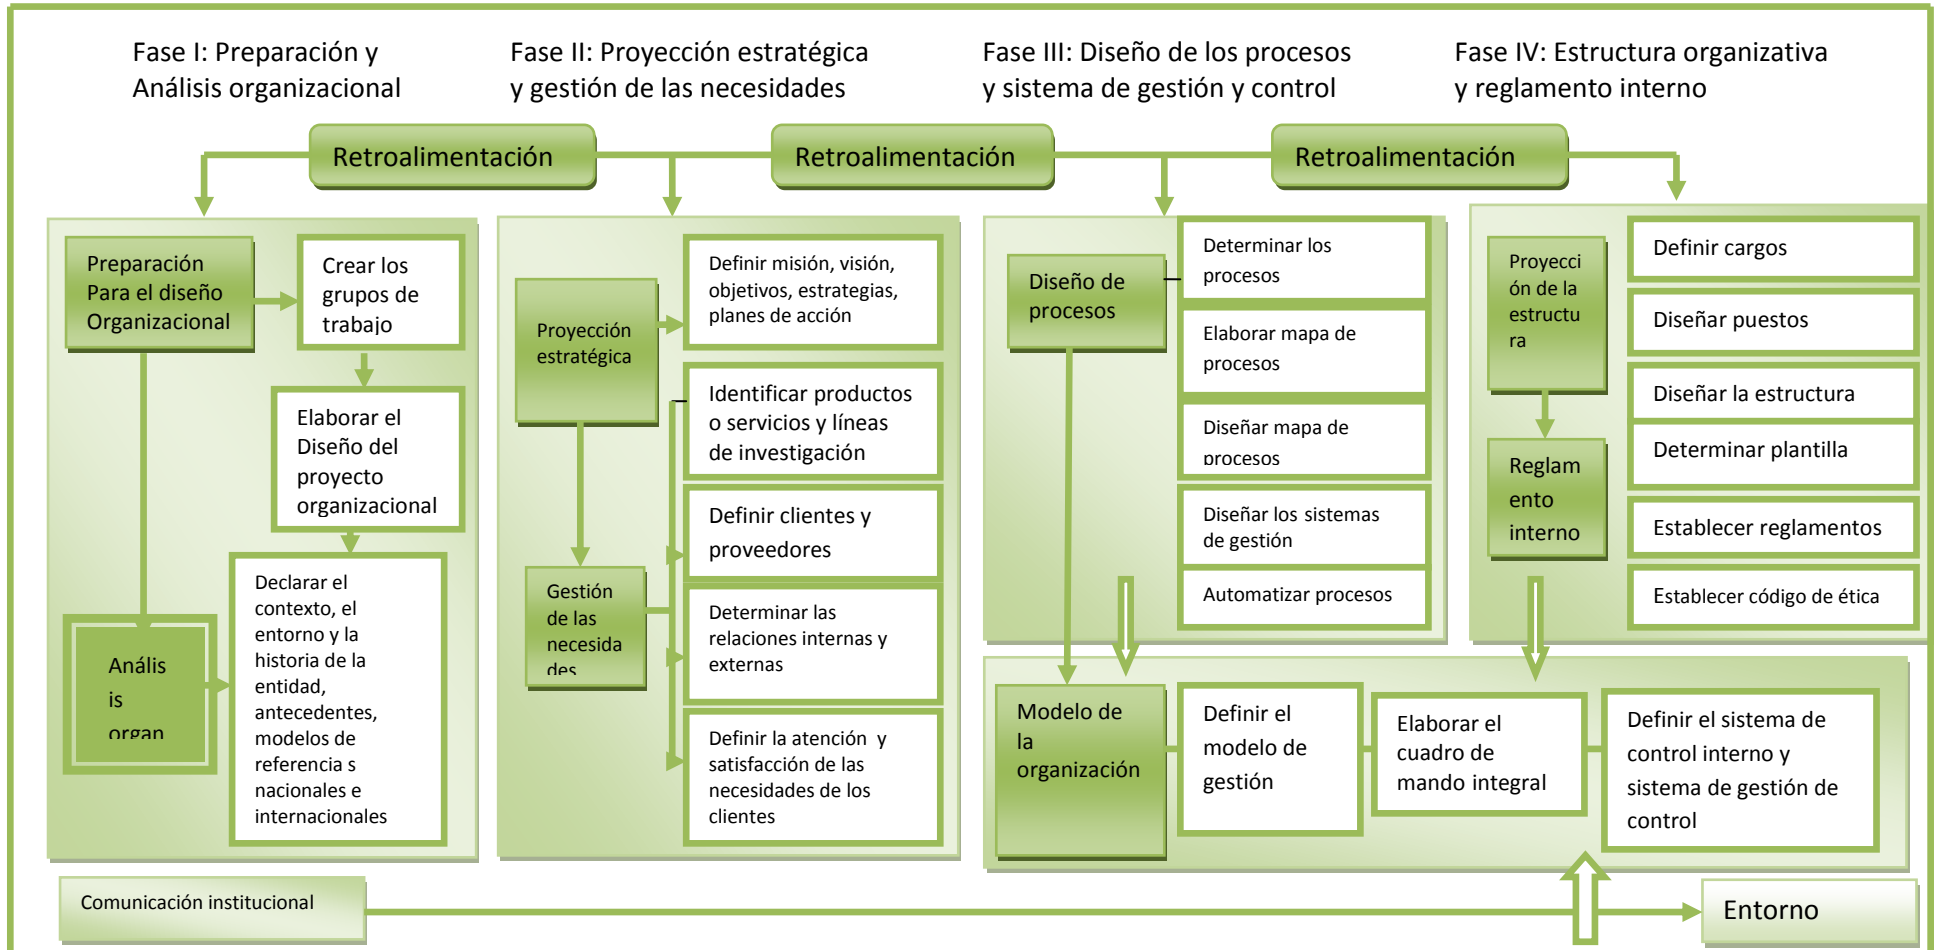 Fase I: Preparación y
Análisis organizacional
Fase II: Proyección estratégica
y gestión de las necesidades
Fase III: Diseño de los procesos
y sistema de gestión y control
Fase IV: Estructura organizativa
y reglamento interno
Retroalimentación
Retroalimentación
Retroalimentación
Preparación
Para el diseño
Organizacional
Crear los
grupos de
trabajo
Elaborar el
Diseño del
proyecto
organizacional
Anális
is
organ
Declarar el
contexto, el
entorno y la
historia de la
entidad,
antecedentes,
modelos de
referencia s
nacionales e
internacionales
Proyección
estratégica
Gestión
de las
necesida
des
Definir misión, visión,
objetivos, estrategias,
planes de acción
Identificar productos
o servicios y líneas
de investigación
Definir clientes y
proveedores
Determinar las
relaciones internas y
externas
Definir la atención y
satisfacción de las
necesidades de los
clientes
Diseño de
procesos
Determinar los
procesos
Elaborar mapa de
procesos
Diseñar mapa de
procesos
Diseñar los sistemas
de gestión
Automatizar procesos
Proyecci
ón de la
estructu
ra
Reglam
ento
interno
Definir cargos
Diseñar puestos
Diseñar la estructura
Determinar plantilla
Establecer reglamentos
Establecer código de ética
Modelo de
la
organización
Definir el
modelo de
gestión
Elaborar el
cuadro de
mando integral
Definir el sistema de
control interno y
sistema de gestión de
control
Comunicación institucional
Entorno